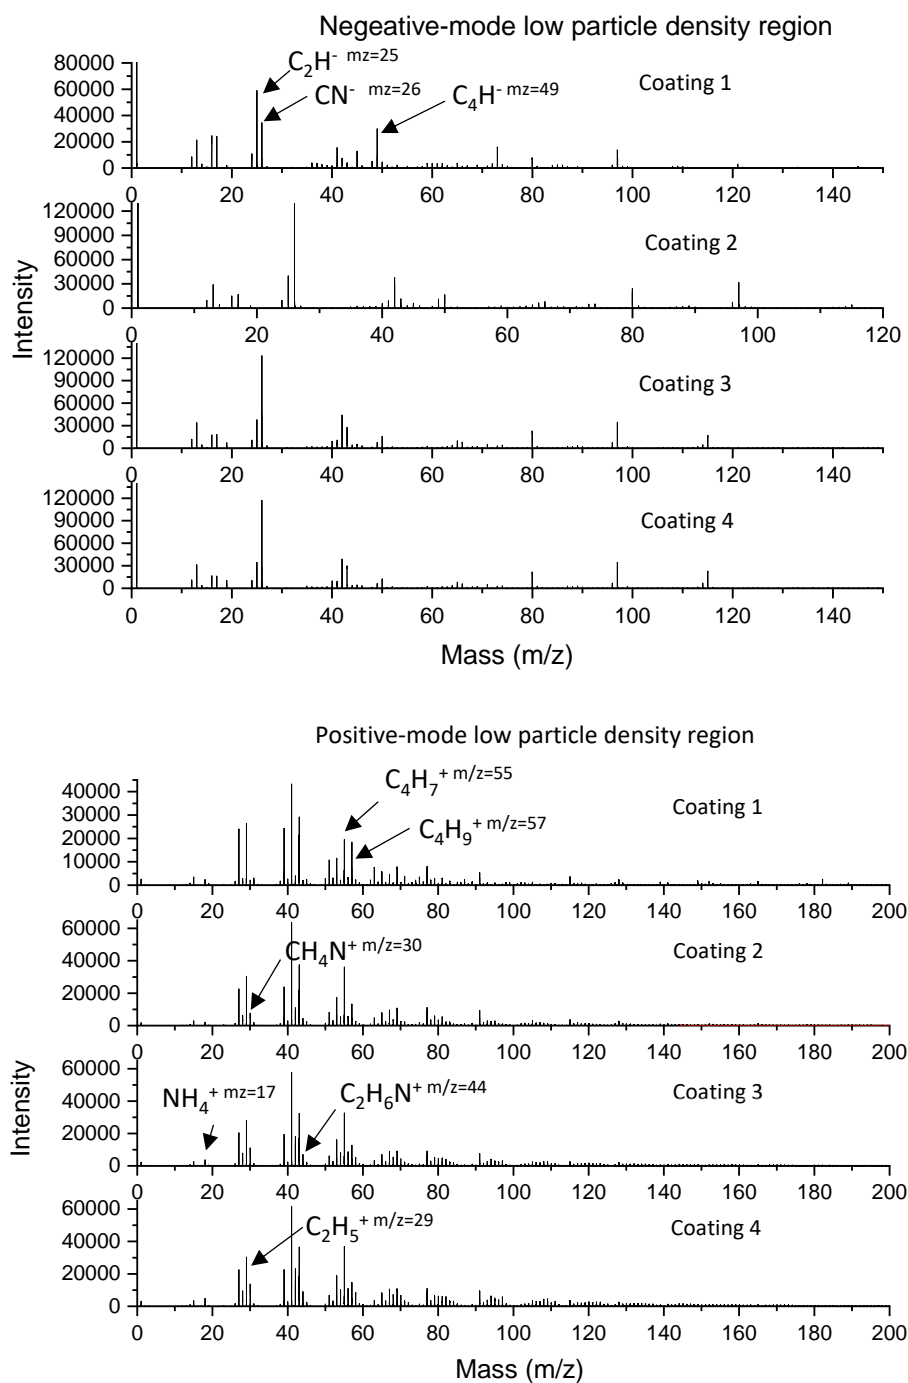 Negeative-mode low particle density region
80000
60000
40000
20000
0
C₂H⁻ mz=25
CN⁻ mz=26
C₄H⁻ mz=49
Coating 1
0 20 40 60 80 100 120 140
120000
90000
60000
30000
0
Coating 2
0 20 40 60 80 100 120
120000
90000
60000
30000
0
Coating 3
0 20 40 60 80 100 120 140
120000
90000
60000
30000
0
Coating 4
0 20 40 60 80 100 120 140
Intensity
Mass (m/z)
Positive-mode low particle density region
40000
30000
20000
10000
0
C₄H₇⁺ m/z=55
C₄H₉⁺ m/z=57
Coating 1
0 20 40 60 80 100 120 140 160 180 200
60000
40000
20000
0
CH₄N⁺ m/z=30
Coating 2
0 20 40 60 80 100 120 140 160 180 200
60000
40000
20000
0
NH₄⁺ mz=17
C₂H₆N⁺ m/z=44
Coating 3
0 20 40 60 80 100 120 140 160 180 200
60000
40000
20000
0
C₂H₅⁺ m/z=29
Coating 4
0 20 40 60 80 100 120 140 160 180 200
Intensity
Mass (m/z)